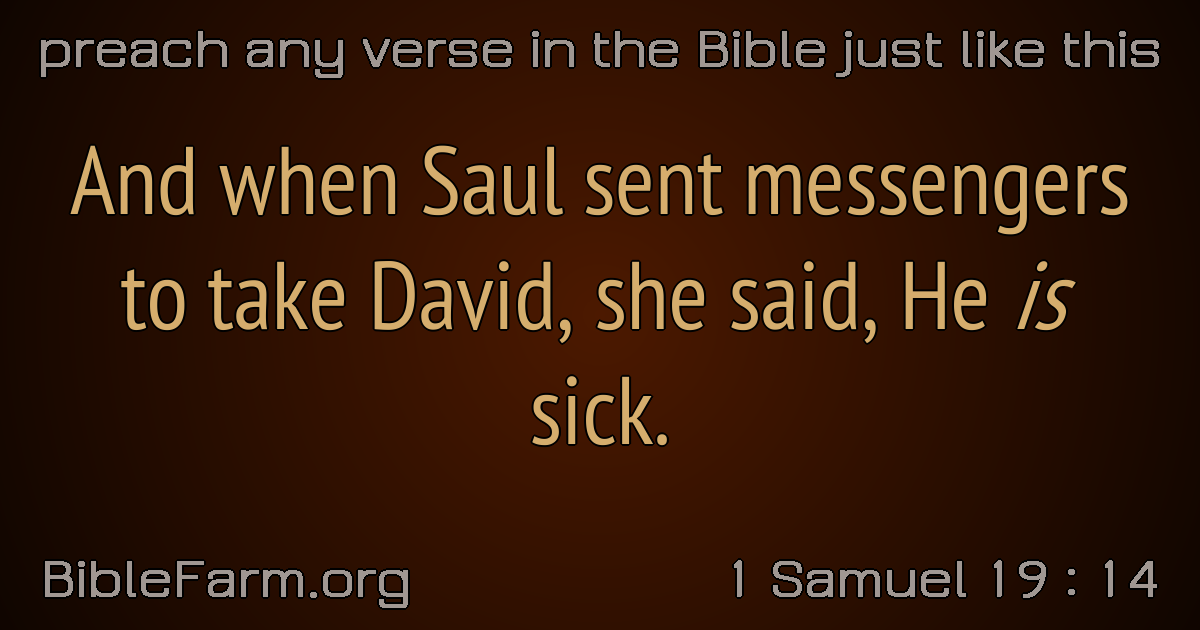 preach any verse in the Bible just like this
And when Saul sent messengers
to take David, she said, He is
sick.
BibleFarm.org
1 Samuel 19 : 14